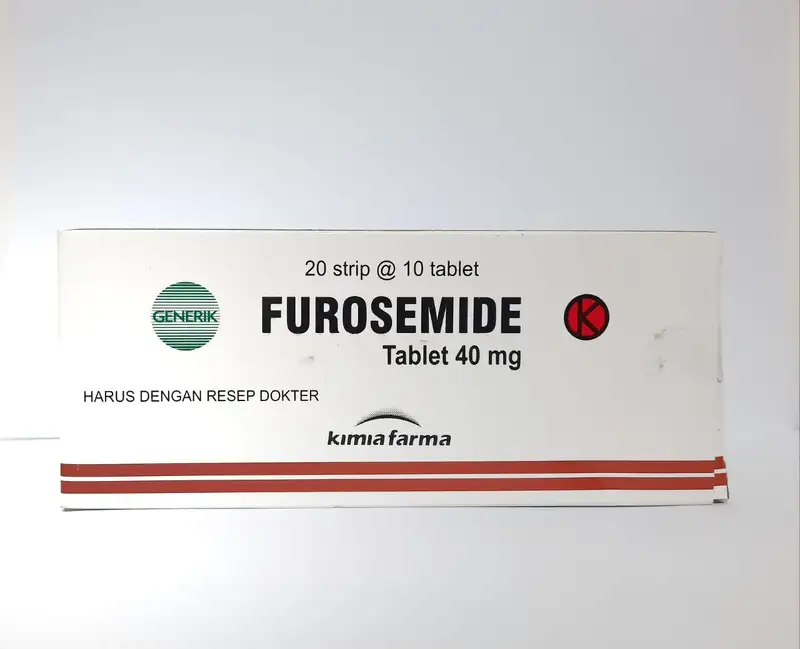 20 strip @ 10 tablet
GENERIK
FUROSEMIDE
K
Tablet 40 mg
HARUS DENGAN RESEP DOKTER
kimia farma